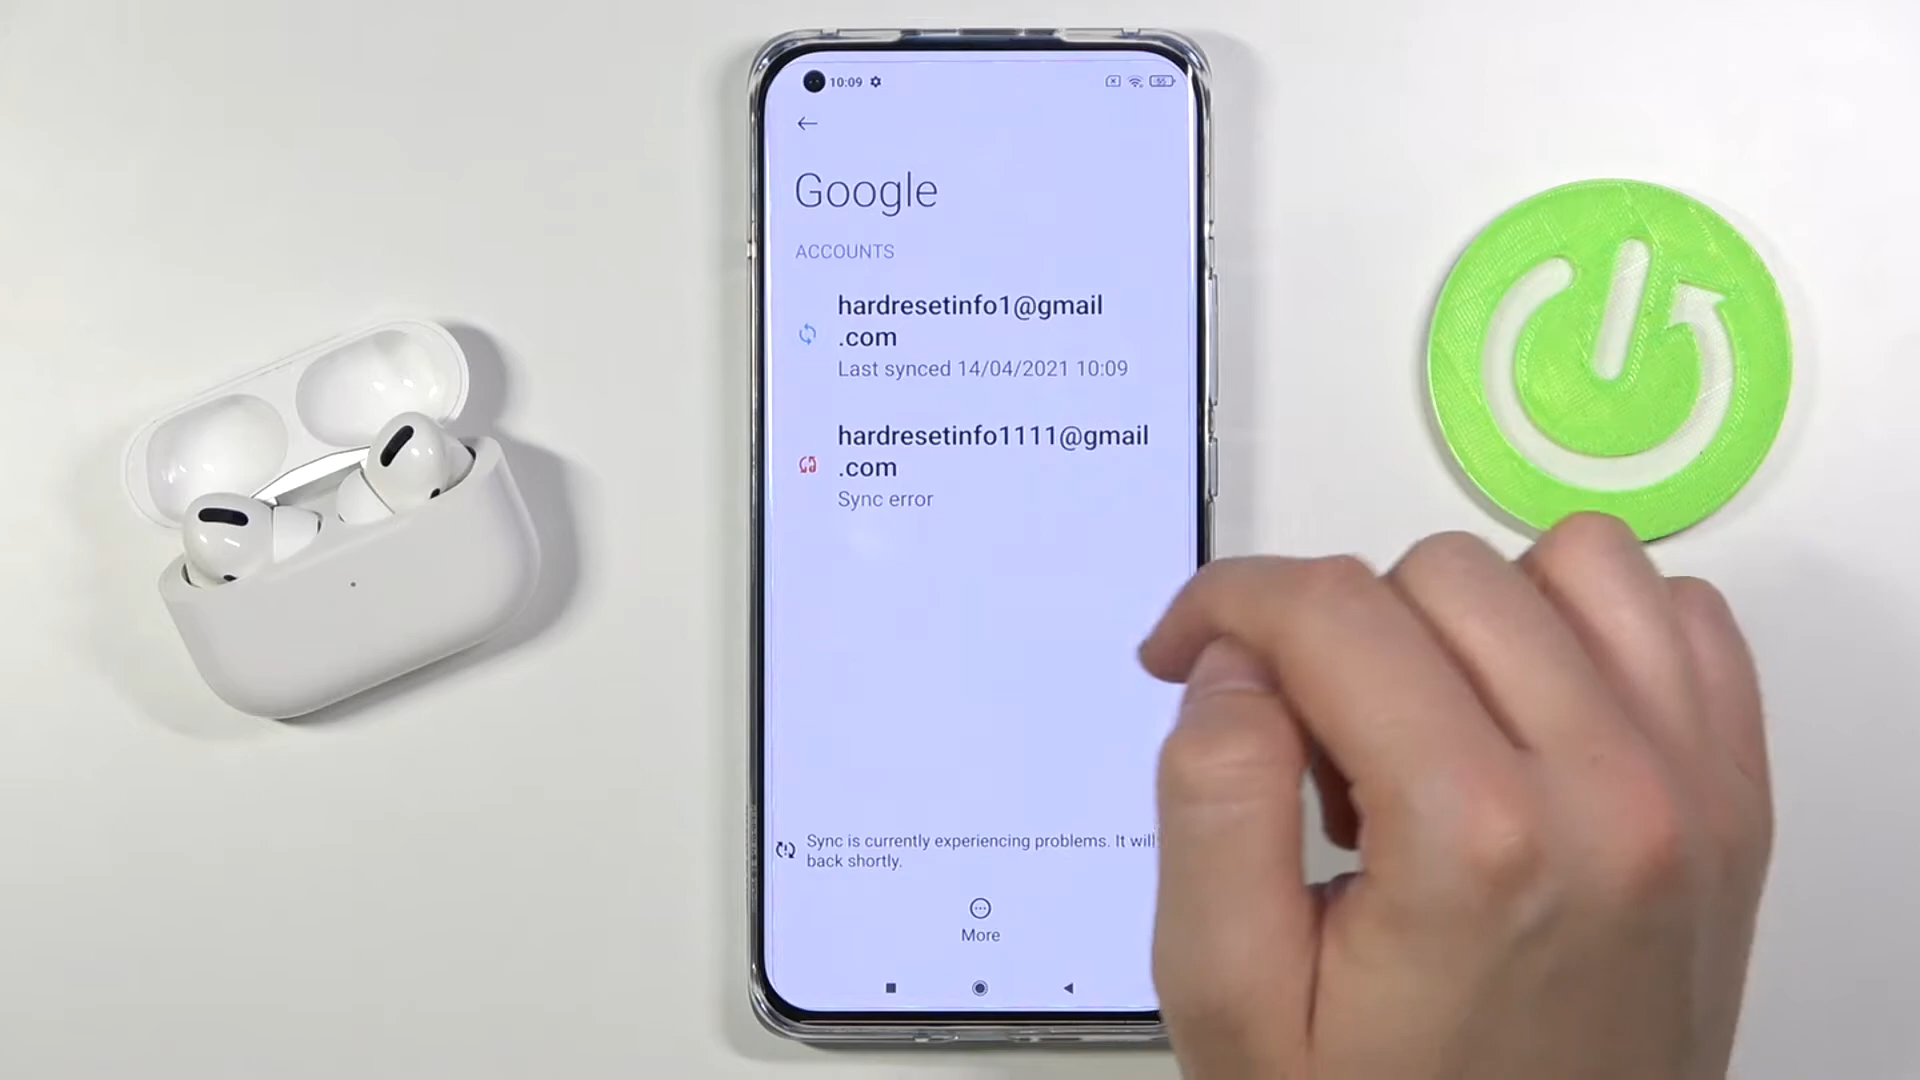 10:09
55
Google
ACCOUNTS
hardresetinfo1@gmail
.com
Last synced 14/04/2021 10:09
hardresetinfo1111@gmail
.com
Sync error
Sync is currently experiencing problems. It will
back shortly.
More